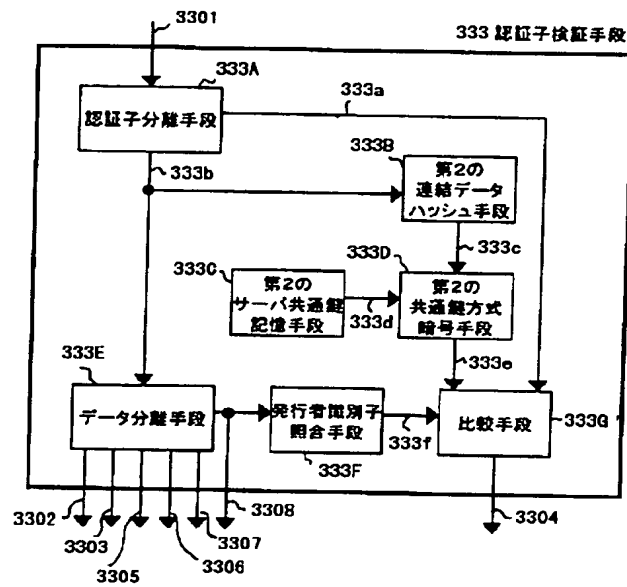 3301
333 認証子検証手段
333A
認証子分離手段
333a
333b
333B
第2の
連結データ
ハッシュ手段
333c
333D
333C
第2の
サーバ共通鍵
記憶手段
333d
第2の
共通鍵方式
暗号手段
333e
333E
データ分離手段
発行者識別子
照合手段
333f
333F
比較手段
333G
3302
3303
3305
3306
3307
3308
3304